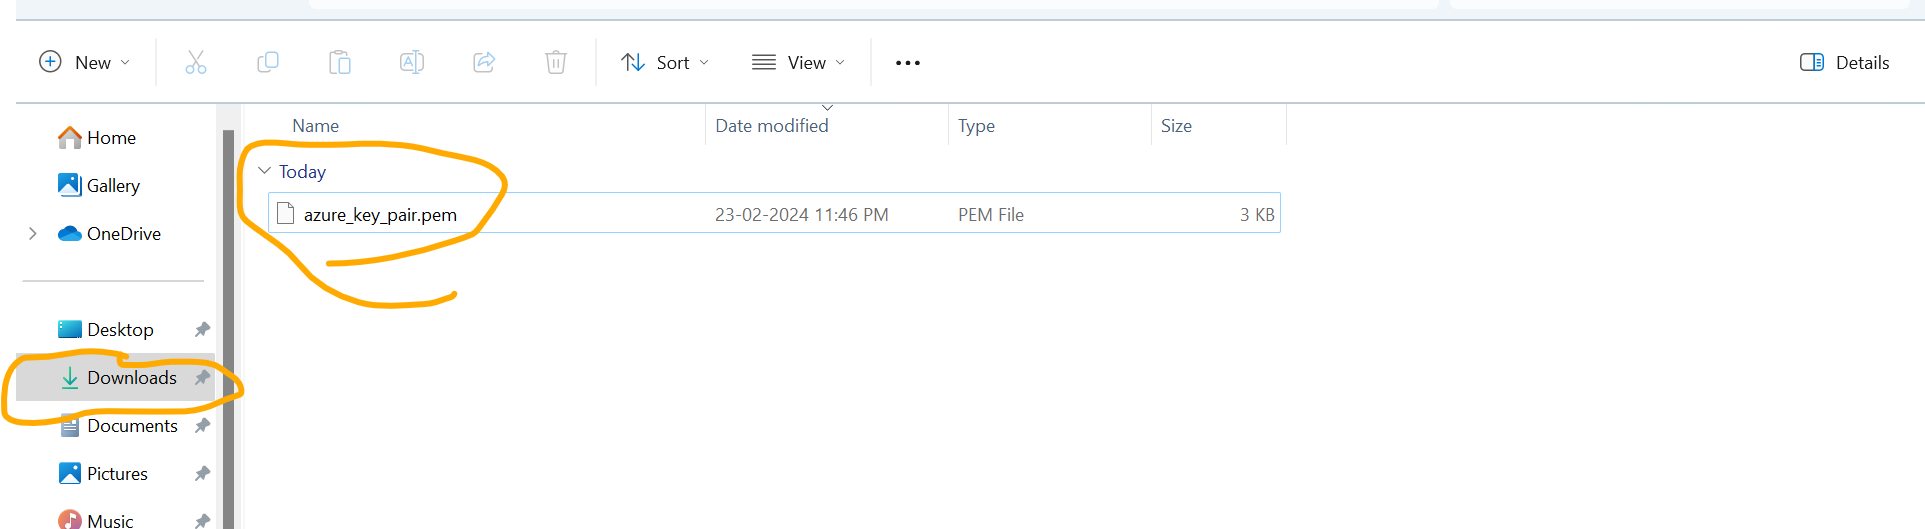 New Sort View ••• Details
Name Date modified Type Size
Today
azure_key_pair.pem 23-02-2024 11:46 PM PEM File 3 KB
Home
Gallery
OneDrive
Desktop
Downloads
Documents
Pictures
Music